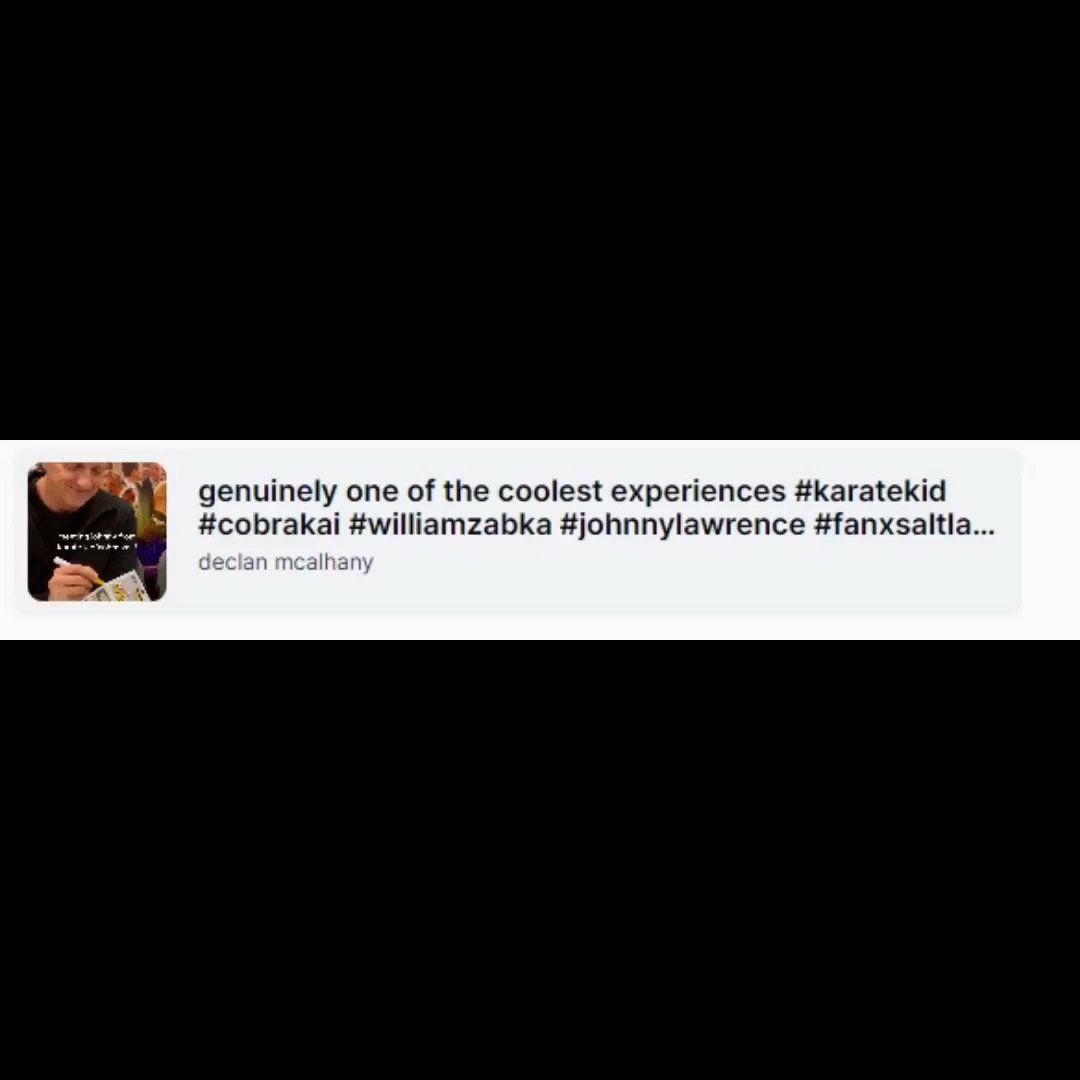 genuinely one of the coolest experiences #karatekid
#cobrakai #williamzabka #johnnylawrence #fanxsaltla...
declan mcalhany